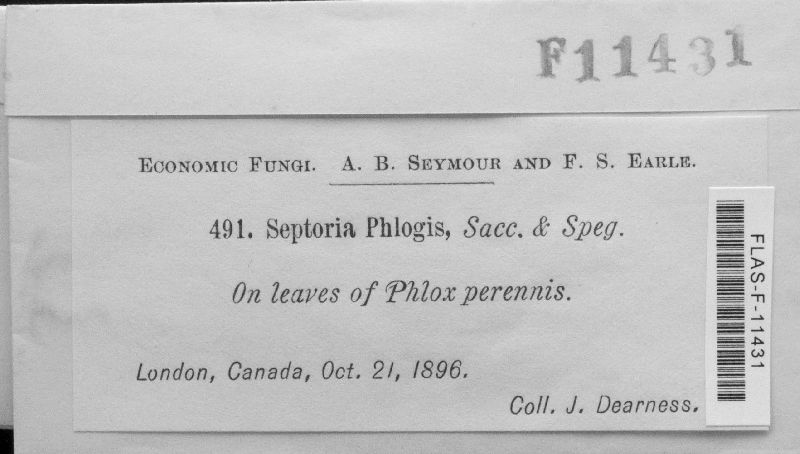 F11431
ECONOMIC FUNGI. A. B. SEYMOUR AND F. S. EARLE.
491. Septoria Phlogis, Sacc. & Speg.
On leaves of Phlox perennis.
London, Canada, Oct. 21, 1896.
Coll. J. Dearness.
FLAS-F-11431